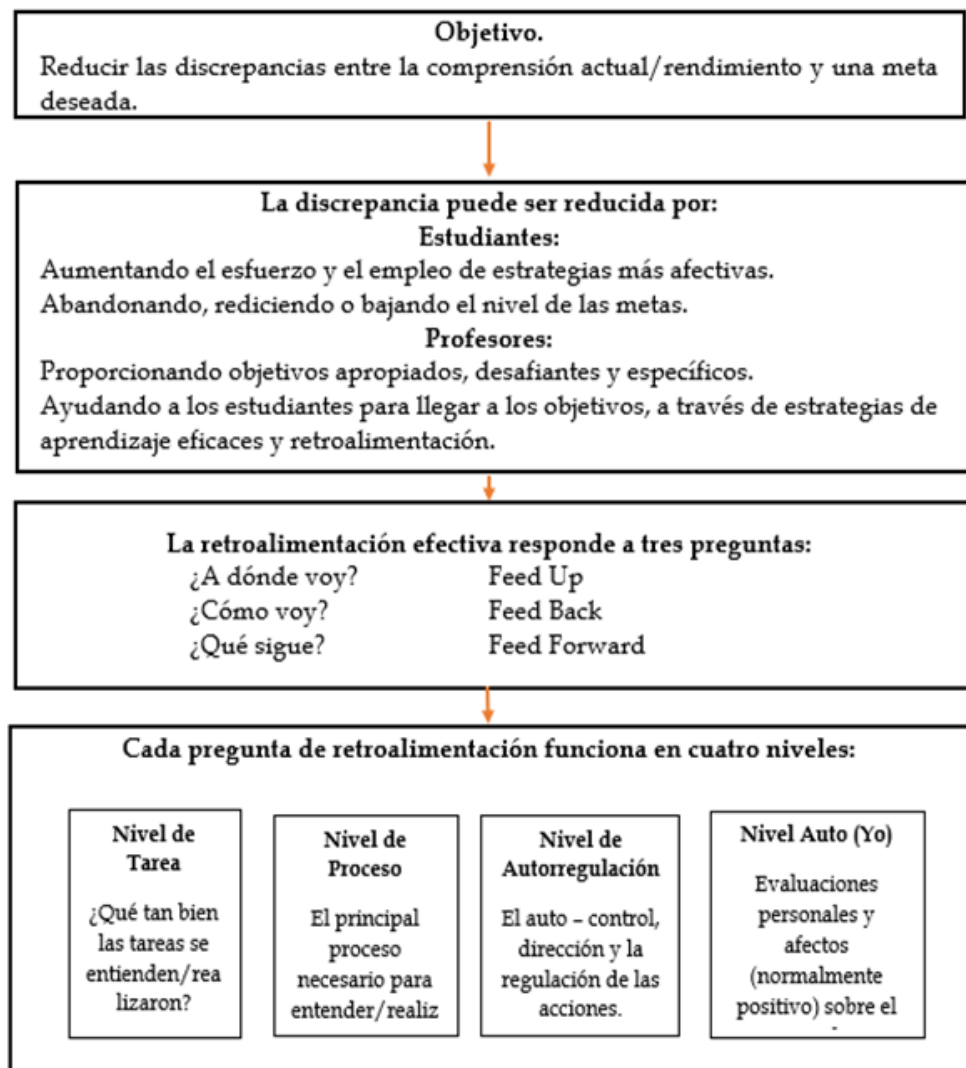 Objetivo.
Reducir las discrepancias entre la comprensión actual/rendimiento y una meta
deseada.
La discrepancia puede ser reducida por:
Estudiantes:
Aumentando el esfuerzo y el empleo de estrategias más afectivas.
Abandonando, rediciendo o bajando el nivel de las metas.
Profesores:
Proporcionando objetivos apropiados, desafiantes y específicos.
Ayudando a los estudiantes para llegar a los objetivos, a través de estrategias de
aprendizaje eficaces y retroalimentación.
La retroalimentación efectiva responde a tres preguntas:
¿A dónde voy? Feed Up
¿Cómo voy? Feed Back
¿Qué sigue? Feed Forward
Cada pregunta de retroalimentación funciona en cuatro niveles:
Nivel de
Tarea
¿Qué tan bien
las tareas se
entienden/rea
lizaron?
Nivel de
Proceso
El principal
proceso
necesario para
entender/realiz
Nivel de
Autorregulación
El auto – control,
dirección y la
regulación de las
acciones.
Nivel Auto (Yo)
Evaluaciones
personales y
afectos
(normalmente
positivo) sobre el